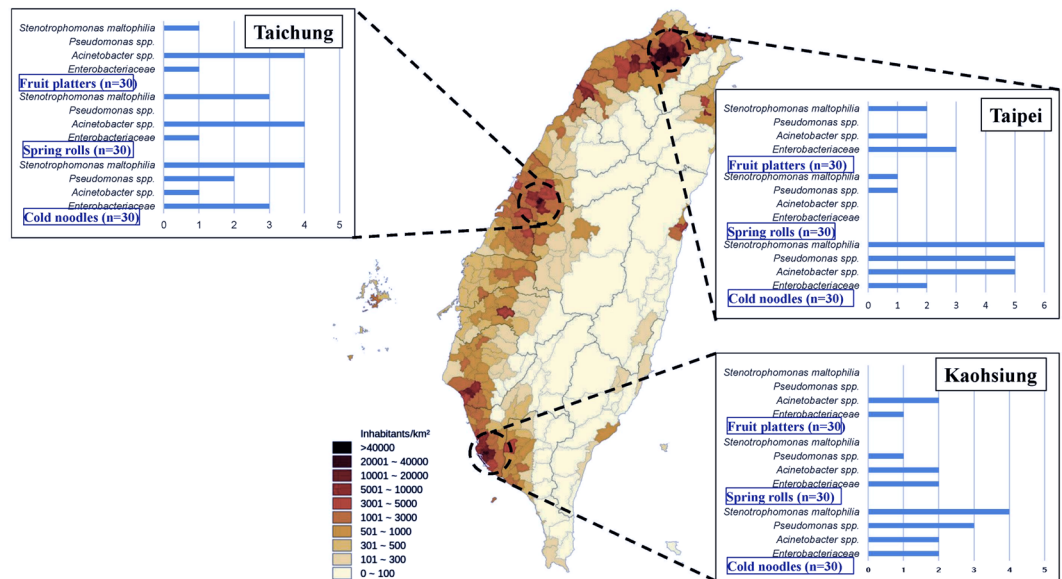 Taichung
Stenotrophomonas maltophilia
Pseudomonas spp.
Acinetobacter spp.
Enterobacteriaceae
Fruit platters (n=30)
Stenotrophomonas maltophilia
Pseudomonas spp.
Acinetobacter spp.
Enterobacteriaceae
Spring rolls (n=30)
Stenotrophomonas maltophilia
Pseudomonas spp.
Acinetobacter spp.
Enterobacteriaceae
Cold noodles (n=30)
0 1 2 3 4 5
Taipei
Stenotrophomonas maltophilia
Pseudomonas spp.
Acinetobacter spp.
Enterobacteriaceae
Fruit platters (n=30)
Stenotrophomonas maltophilia
Pseudomonas spp.
Acinetobacter spp.
Enterobacteriaceae
Spring rolls (n=30)
Stenotrophomonas maltophilia
Pseudomonas spp.
Acinetobacter spp.
Enterobacteriaceae
Cold noodles (n=30)
0 1 2 3 4 5 6
Kaohsiung
Stenotrophomonas maltophilia
Pseudomonas spp.
Acinetobacter spp.
Enterobacteriaceae
Fruit platters (n=30)
Stenotrophomonas maltophilia
Pseudomonas spp.
Acinetobacter spp.
Enterobacteriaceae
Spring rolls (n=30)
Stenotrophomonas maltophilia
Pseudomonas spp.
Acinetobacter spp.
Enterobacteriaceae
Cold noodles (n=30)
0 1 2 3 4 5
Inhabitants/km²
>40000
20001 ~ 40000
10001 ~ 20000
5001 ~ 10000
3001 ~ 5000
1001 ~ 3000
501 ~ 1000
301 ~ 500
101 ~ 300
0 ~ 100